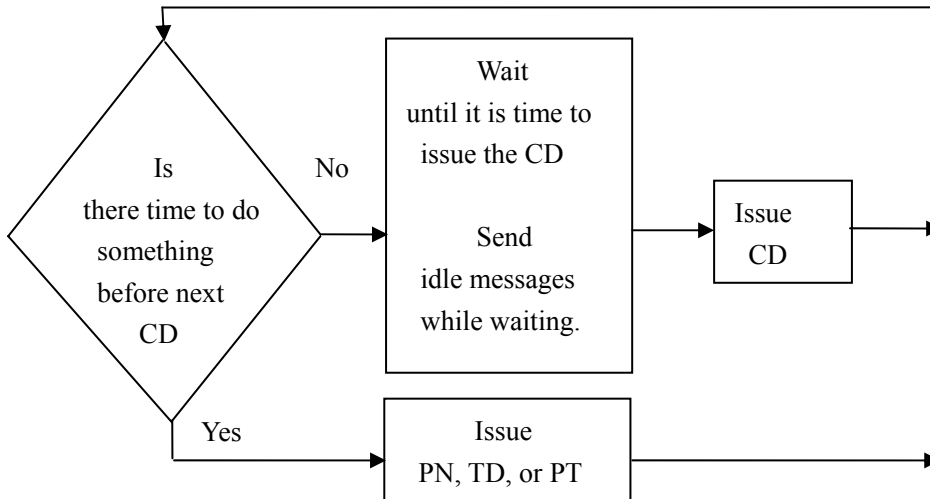 Is
there time to do
something
before next
CD
No
Wait
until it is time to
issue the CD
Send
idle messages
while waiting.
Issue
CD
Yes
Issue
PN, TD, or PT